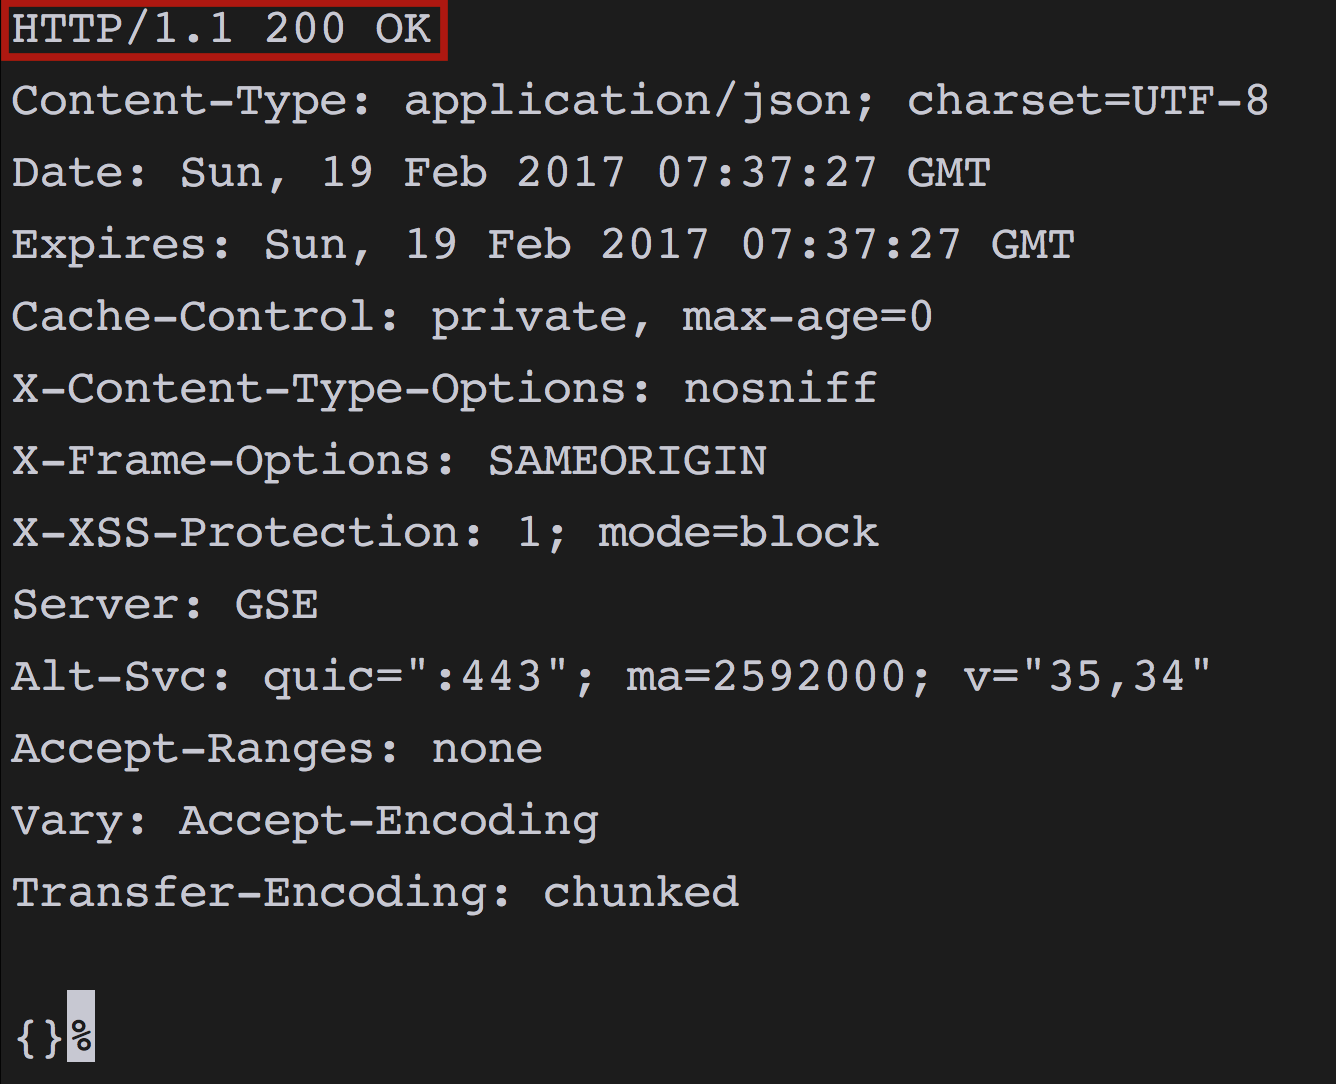 HTTP/1.1 200 OK
Content-Type: application/json; charset=UTF-8
Date: Sun, 19 Feb 2017 07:37:27 GMT
Expires: Sun, 19 Feb 2017 07:37:27 GMT
Cache-Control: private, max-age=0
X-Content-Type-Options: nosniff
X-Frame-Options: SAMEORIGIN
X-XSS-Protection: 1; mode=block
Server: GSE
Alt-Svc: quic=":443"; ma=2592000; v="35,34"
Accept-Ranges: none
Vary: Accept-Encoding
Transfer-Encoding: chunked
{}%